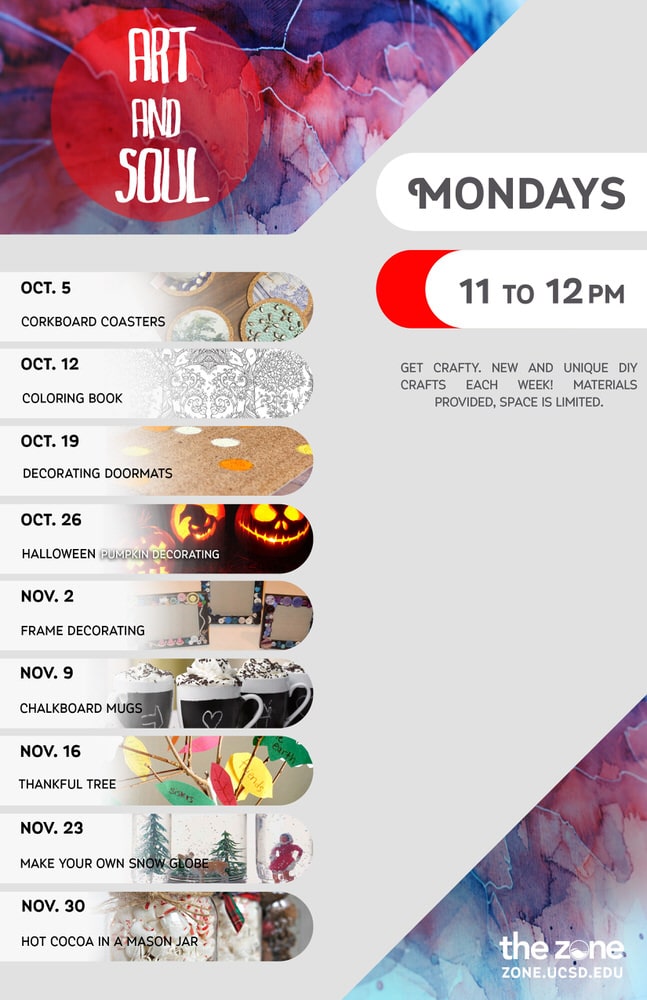 ART
AND
SOUL
MONDAYS
11 TO 12 PM
GET CRAFTY. NEW AND UNIQUE DIY
CRAFTS EACH WEEK! MATERIALS
PROVIDED, SPACE IS LIMITED.
OCT. 5
CORKBOARD COASTERS
OCT. 12
COLORING BOOK
OCT. 19
DECORATING DOORMATS
OCT. 26
HALLOWEEN PUMPKIN DECORATING
NOV. 2
FRAME DECORATING
NOV. 9
CHALKBOARD MUGS
NOV. 16
THANKFUL TREE
earth
friends
sisters
NOV. 23
MAKE YOUR OWN SNOW GLOBE
NOV. 30
HOT COCOA IN A MASON JAR
the zone
ZONE.UCSD.EDU